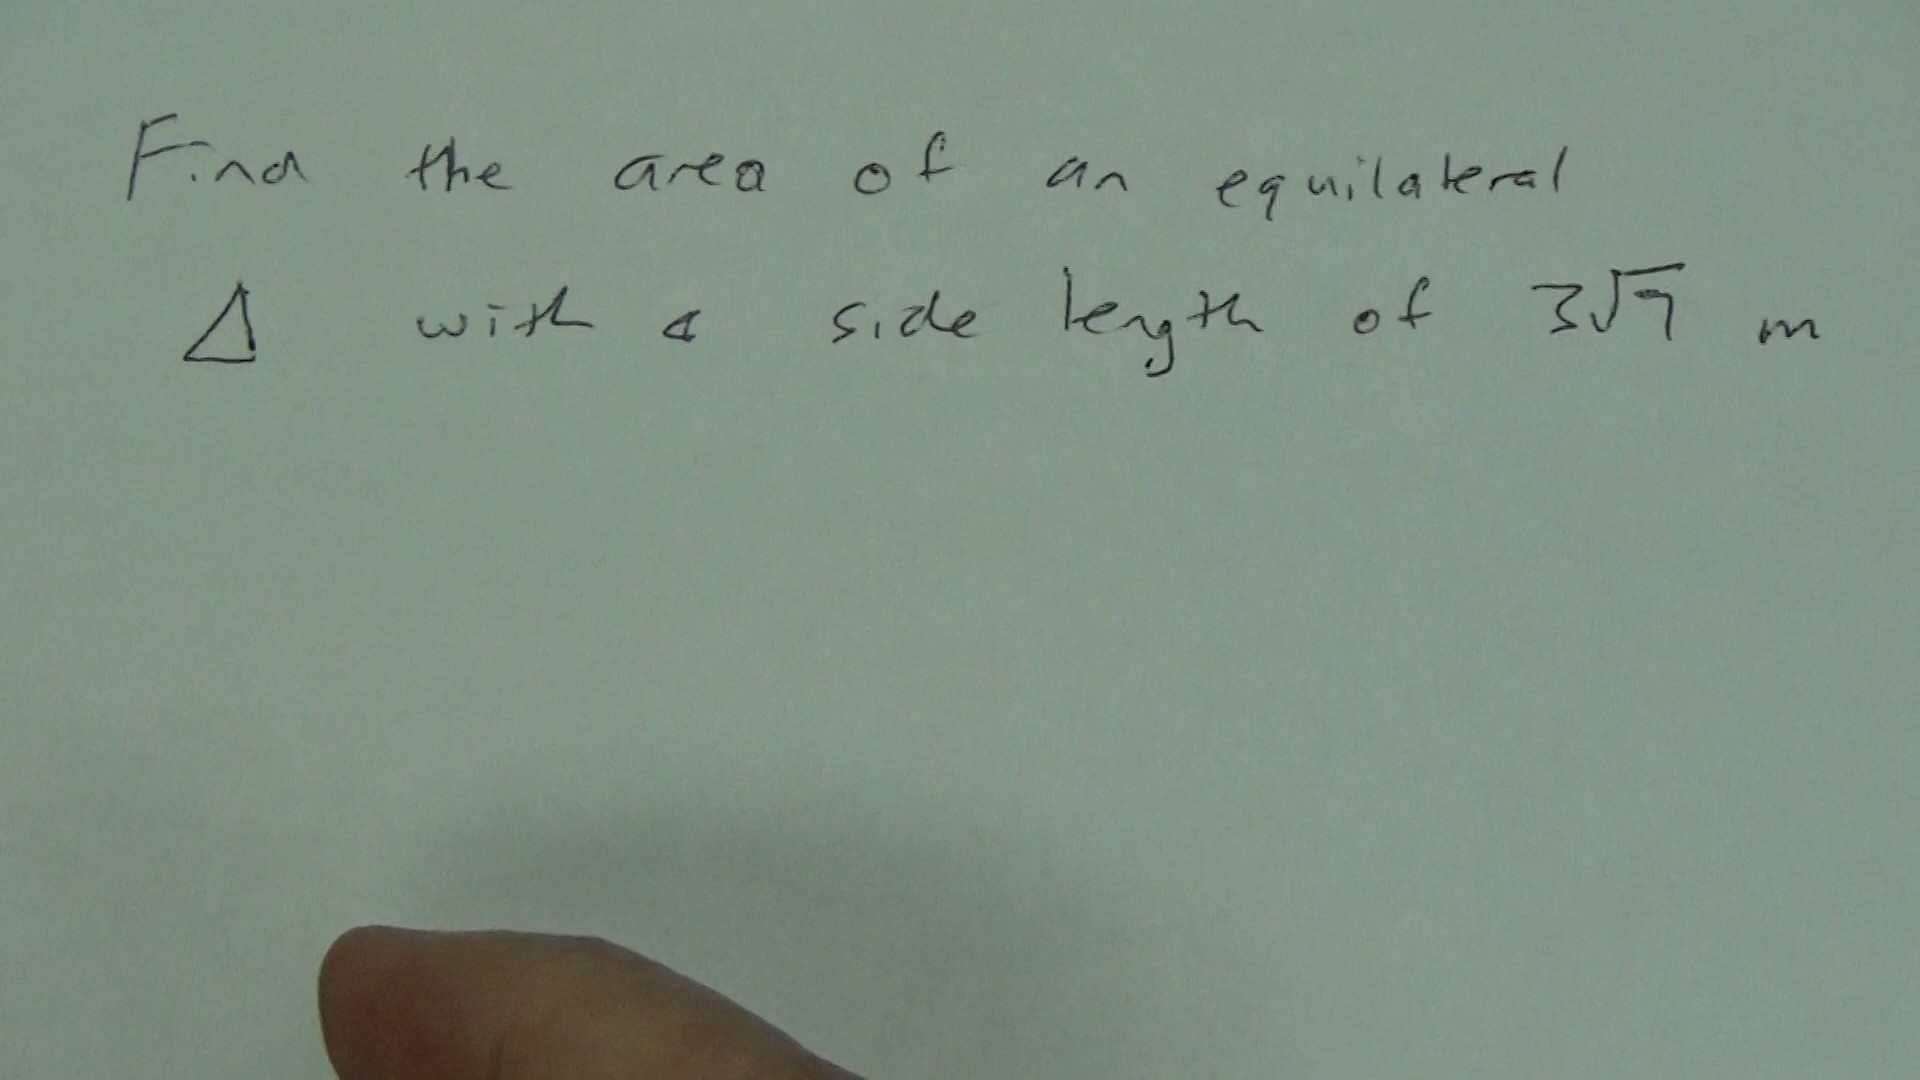 Find the area of an equilateral
Δ with a side length of 3√7 m